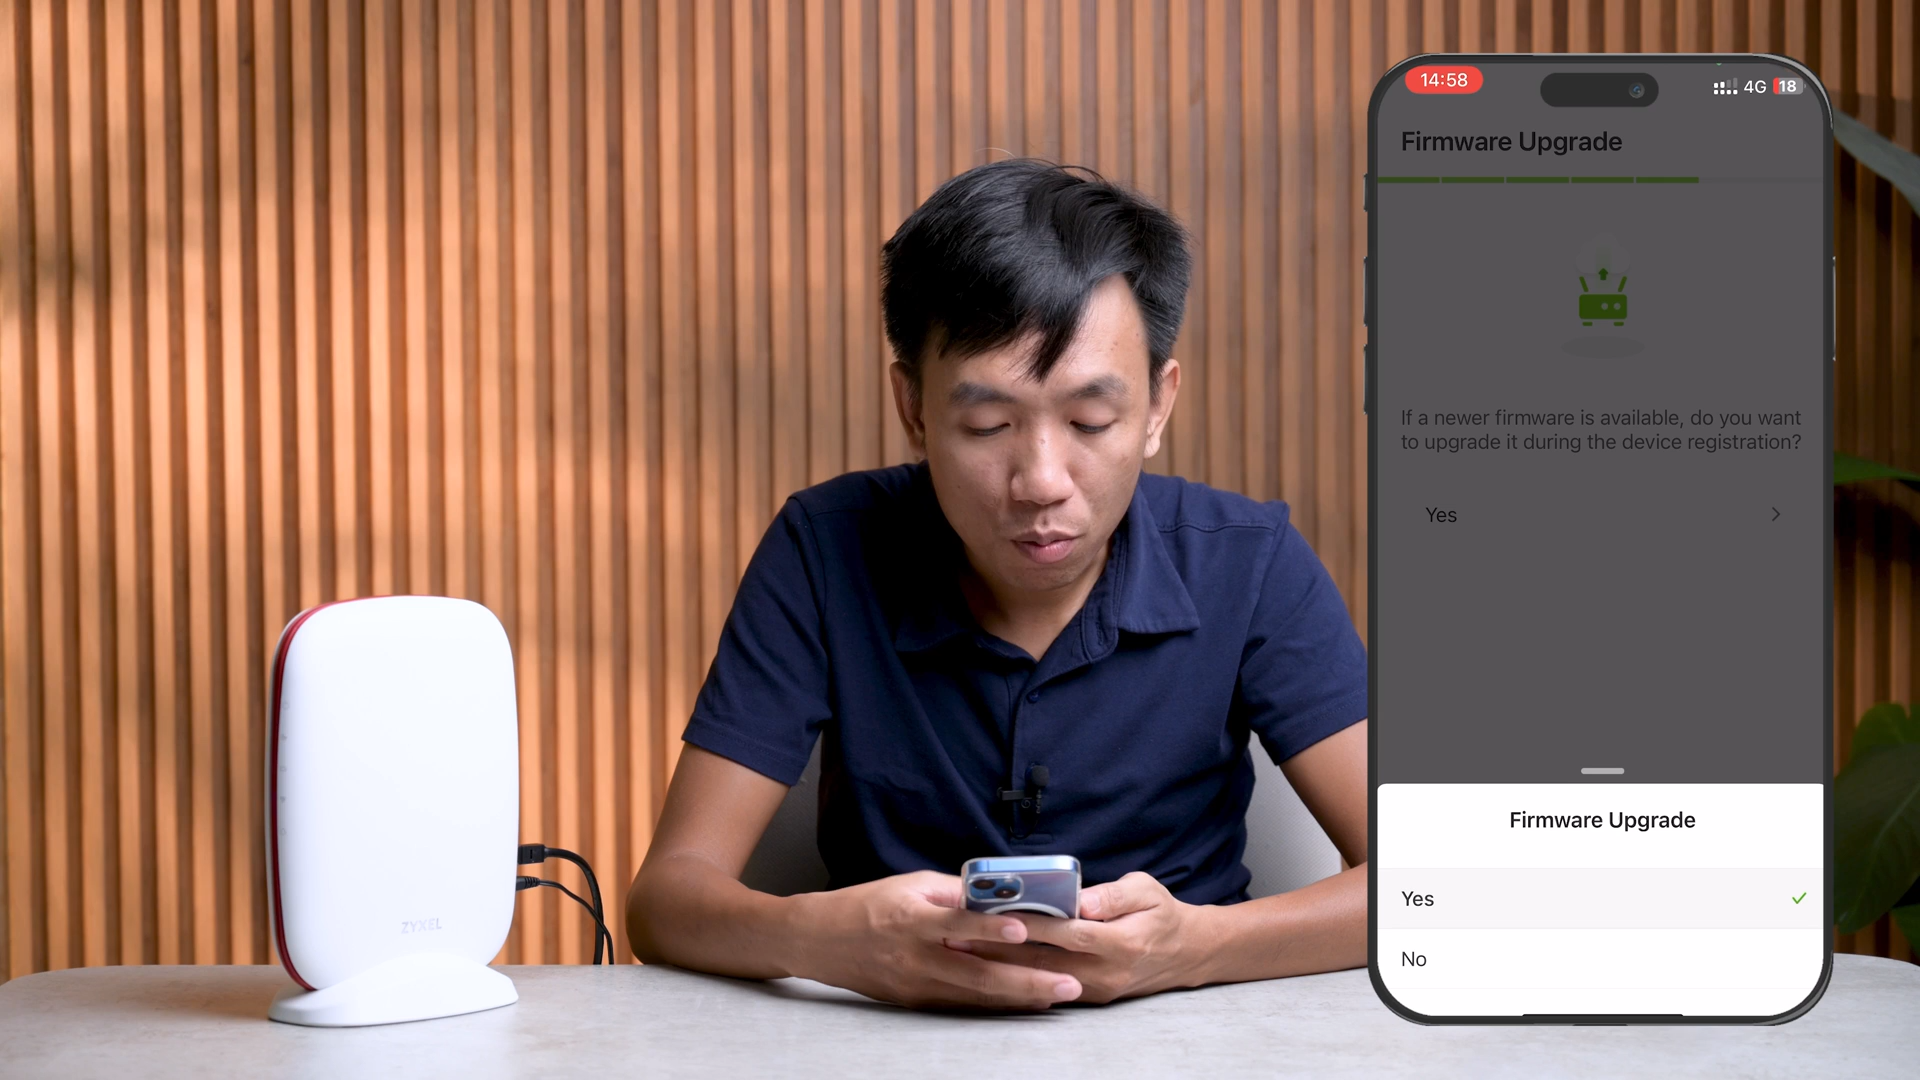 14:58
4G 18
Firmware Upgrade
If a newer firmware is available, do you want
to upgrade it during the device registration?
Yes
Firmware Upgrade
Yes
No
ZYXEL